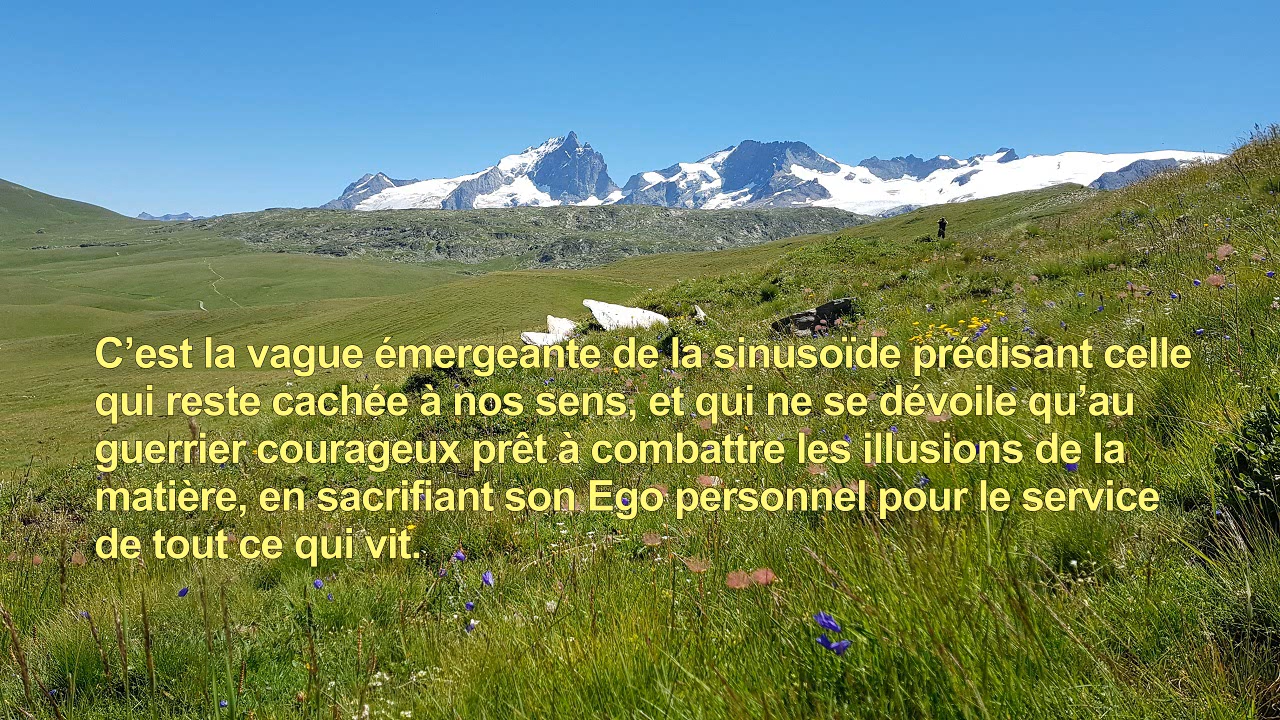 C’est la vague émergeante de la sinusoïde prédisant celle
qui reste cachée à nos sens, et qui ne se dévoile qu’au
guerrier courageux prêt à combattre les illusions de la
matière, en sacrifiant son Ego personnel pour le service
de tout ce qui vit.